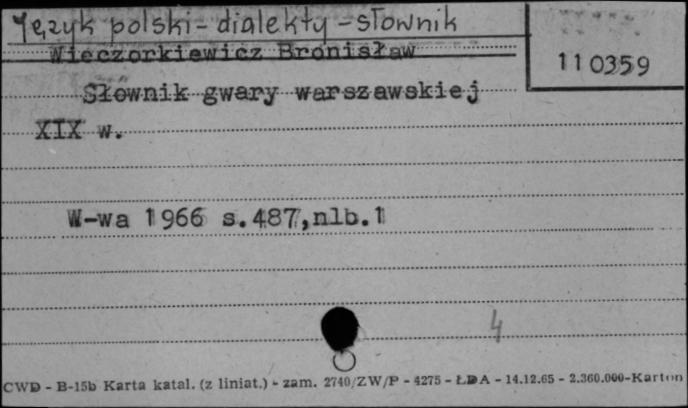 Język polski - dialekty - słownik
Wieczorkiewicz Bronisław
110359
Słownik gwary warszawskiej
XIX w.
W-wa 1966 s.487,nlb.1
4
CWD - B-15b Karta katal. (z liniat.) - zam. 2740/ZW/P - 4275 - ŁDA - 14.12.65 - 2.360.000-Karton